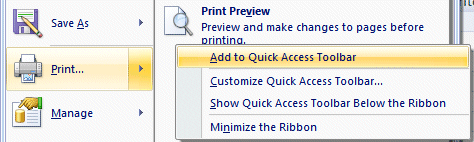 Save As
Print...
Manage
Print Preview
Preview and make changes to pages before
printing.
Add to Quick Access Toolbar
Customize Quick Access Toolbar...
Show Quick Access Toolbar Below the Ribbon
Minimize the Ribbon